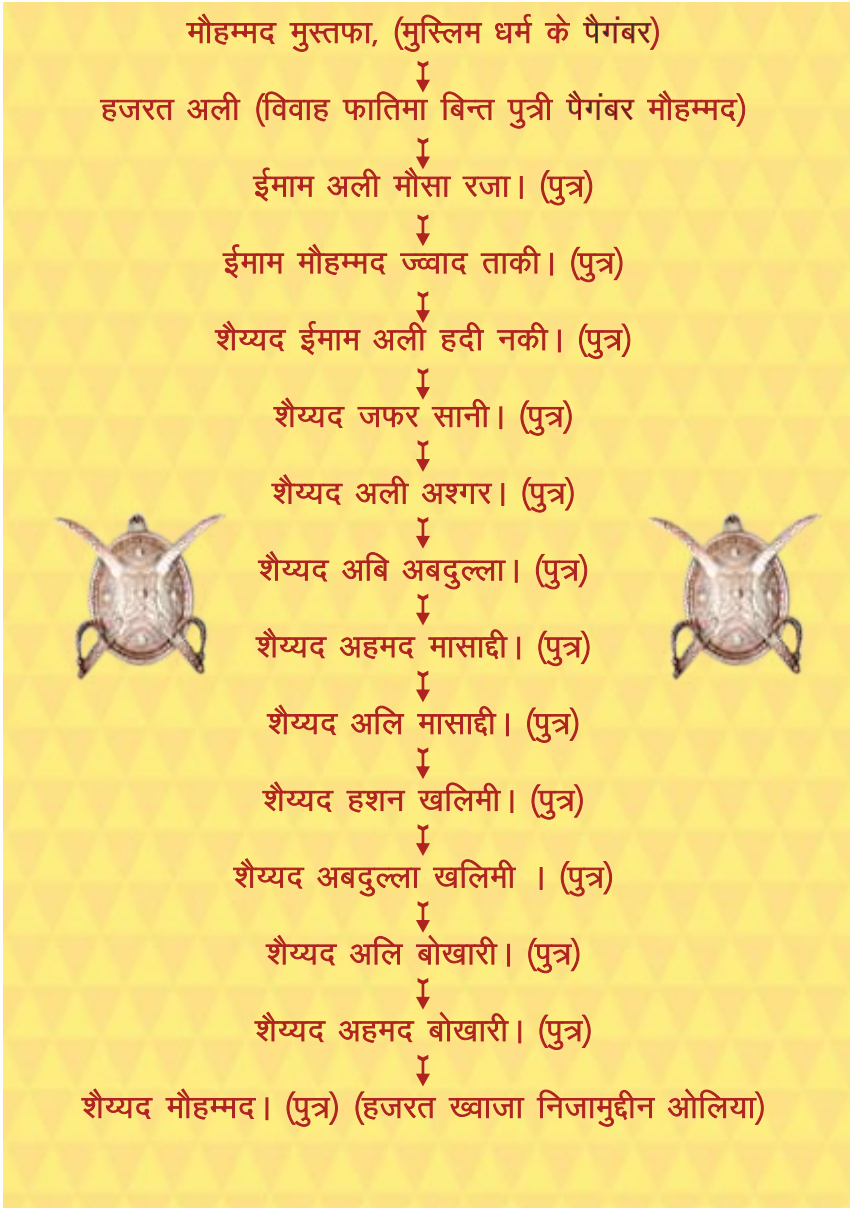 मौहम्मद मुस्तफा, (मुस्लिम धर्म के पैगंबर)
हजरत अली (विवाह फातिमा बिन्त पुत्री पैगंबर मौहम्मद)
ईमाम अली मौसा रजा। (पुत्र)
ईमाम मौहम्मद ज्व्वाद ताकी। (पुत्र)
शैय्यद ईमाम अली हदी नकी। (पुत्र)
शैय्यद जफर सानी। (पुत्र)
शैय्यद अली अश्गर। (पुत्र)
शैय्यद अबि अबदुल्ला। (पुत्र)
शैय्यद अहमद मासाद्दी। (पुत्र)
शैय्यद अलि मासाद्दी। (पुत्र)
शैय्यद हशन खलिमी। (पुत्र)
शैय्यद अबदुल्ला खलिमी । (पुत्र)
शैय्यद अलि बोखारी। (पुत्र)
शैय्यद अहमद बोखारी। (पुत्र)
शैय्यद मौहम्मद। (पुत्र) (हजरत ख्वाजा निजामुद्दीन ओलिया)